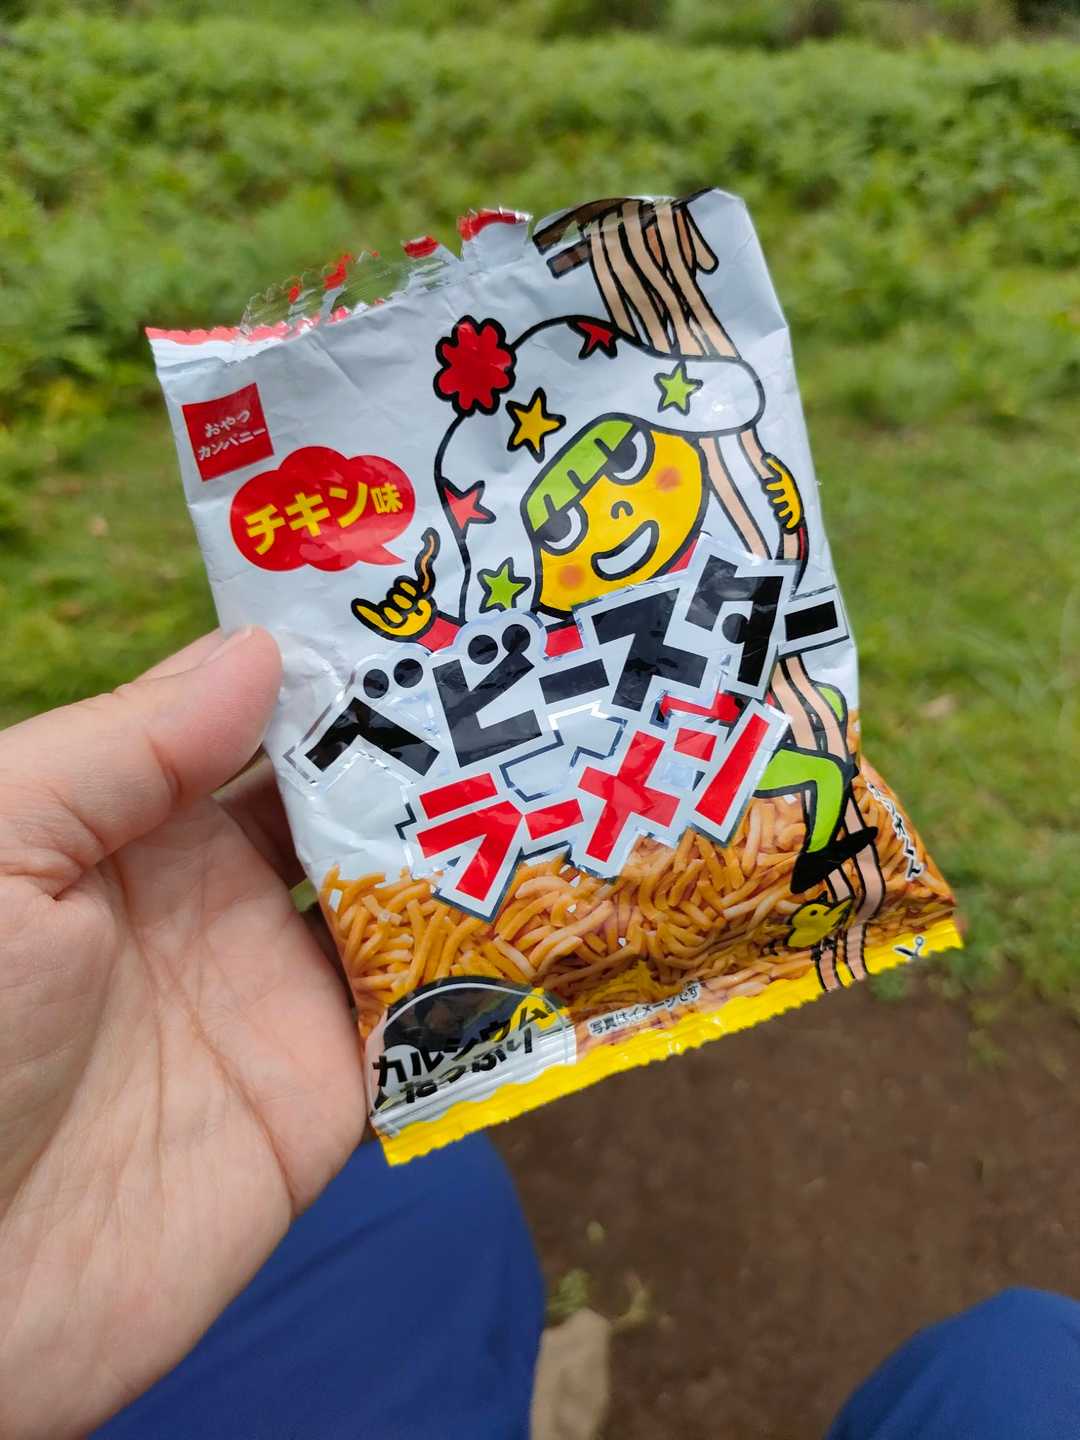 おやつ
カンパニー
チキン味
ベビースター
ラーメン
カルシウム
たっぷり
写真はイメージです